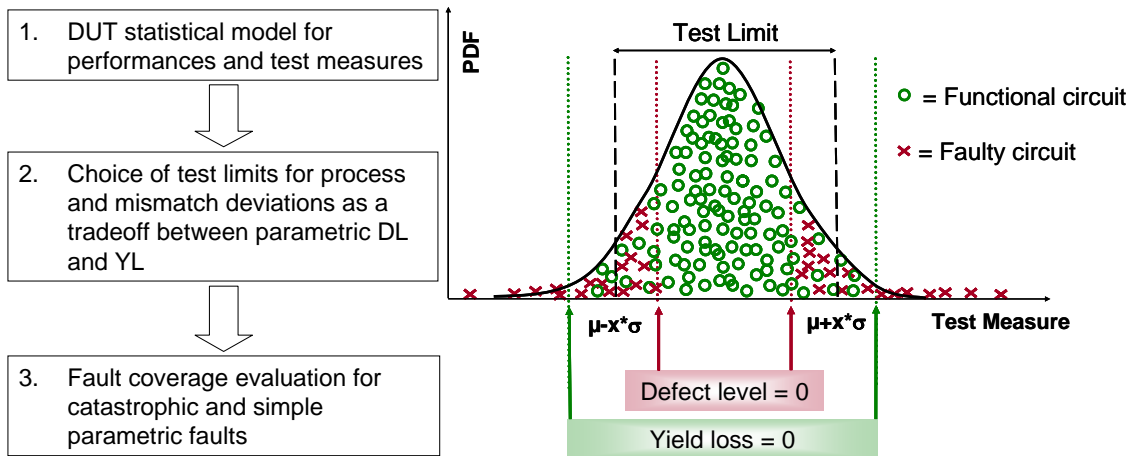 1. DUT statistical model for
performances and test measures
2. Choice of test limits for process
and mismatch deviations as a
tradeoff between parametric DL
and YL
3. Fault coverage evaluation for
catastrophic and simple
parametric faults
PDF
Test Limit
= Functional circuit
= Faulty circuit
μ-x*σ
μ+x*σ
Test Measure
Defect level = 0
Yield loss = 0